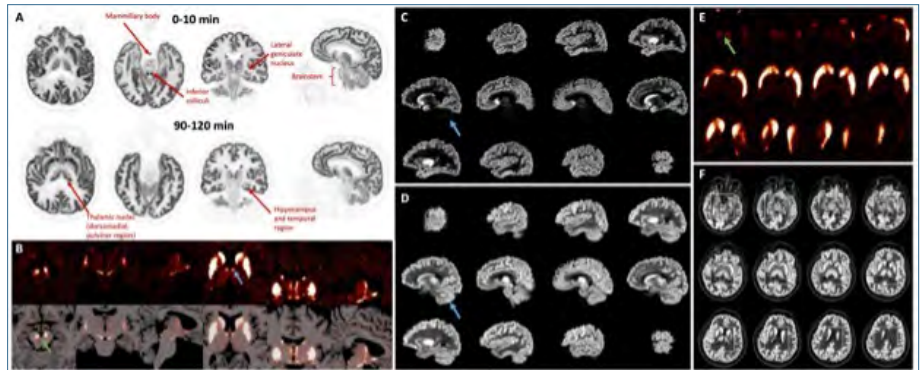 A
Mammillary body
0-10 min
Lateral
geniculate
nucleus
Brainstem
Inferior
colliculi
90-120 min
Thalamic nuclei
(dorsomedial,
pulvinar region)
Hippocampus
and temporal
region
B
C
D
E
F